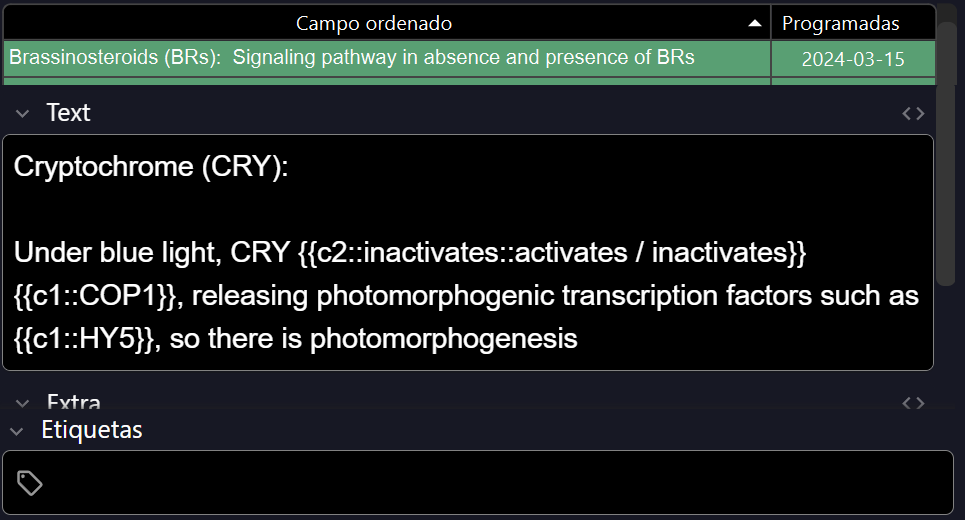 Campo ordenado Programadas
Brassinosteroids (BRs): Signaling pathway in absence and presence of BRs 2024-03-15
Text
Cryptochrome (CRY):
Under blue light, CRY {{c2::inactivates::activates / inactivates}}
{{c1::COP1}}, releasing photomorphogenic transcription factors such as
{{c1::HY5}}, so there is photomorphogenesis
Extra
Etiquetas